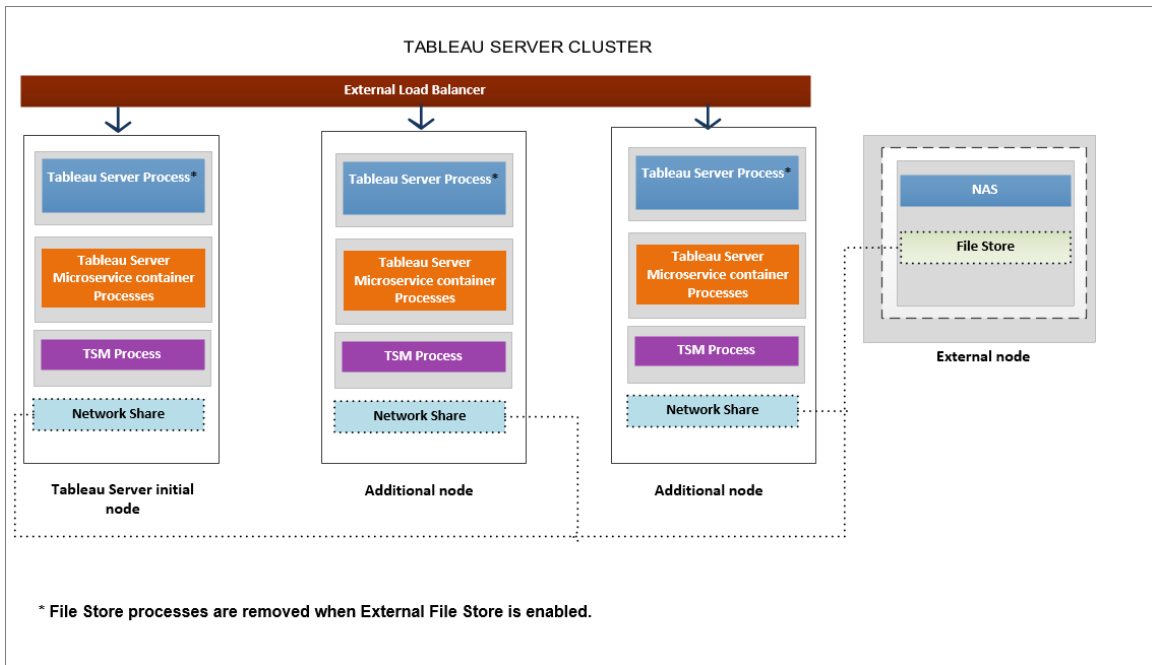 TABLEAU SERVER CLUSTER
External Load Balancer
Tableau Server Process*
Tableau Server
Microservice container
Processes
TSM Process
Network Share
Tableau Server initial
node
Tableau Server Process*
Tableau Server
Microservice container
Processes
TSM Process
Network Share
Additional node
Tableau Server Process*
Tableau Server
Microservice container
Processes
TSM Process
Network Share
Additional node
NAS
File Store
External node
* File Store processes are removed when External File Store is enabled.